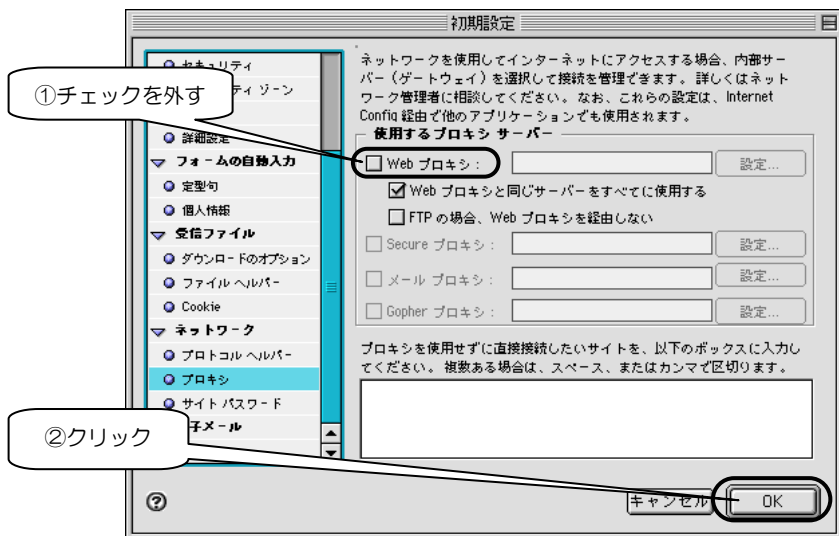 初期設定
セキュリティ
ティ ゾーン
詳細設定
フォームの自動入力
定型句
個人情報
受信ファイル
ダウンロードのオプション
ファイル ヘルパー
Cookie
ネットワーク
プロトコル ヘルパー
プロキシ
サイト パスワード
子メール
①チェックを外す
②クリック
ネットワークを使用してインターネットにアクセスする場合、内部サー
バー（ゲートウェイ）を選択して接続を管理できます。詳しくはネット
ワーク管理者に相談してください。なお、これらの設定は、Internet
Config 経由で他のアプリケーションでも使用されます。
使用するプロキシ サーバー
Web プロキシ： 設定...
Web プロキシと同じサーバーをすべてに使用する
FTP の場合、Web プロキシを経由しない
Secure プロキシ： 設定...
メール プロキシ： 設定...
Gopher プロキシ： 設定...
プロキシを使用せずに直接接続したいサイトを、以下のボックスに入力し
てください。複数ある場合は、スペース、またはカンマで区切ります。
キャンセル OK